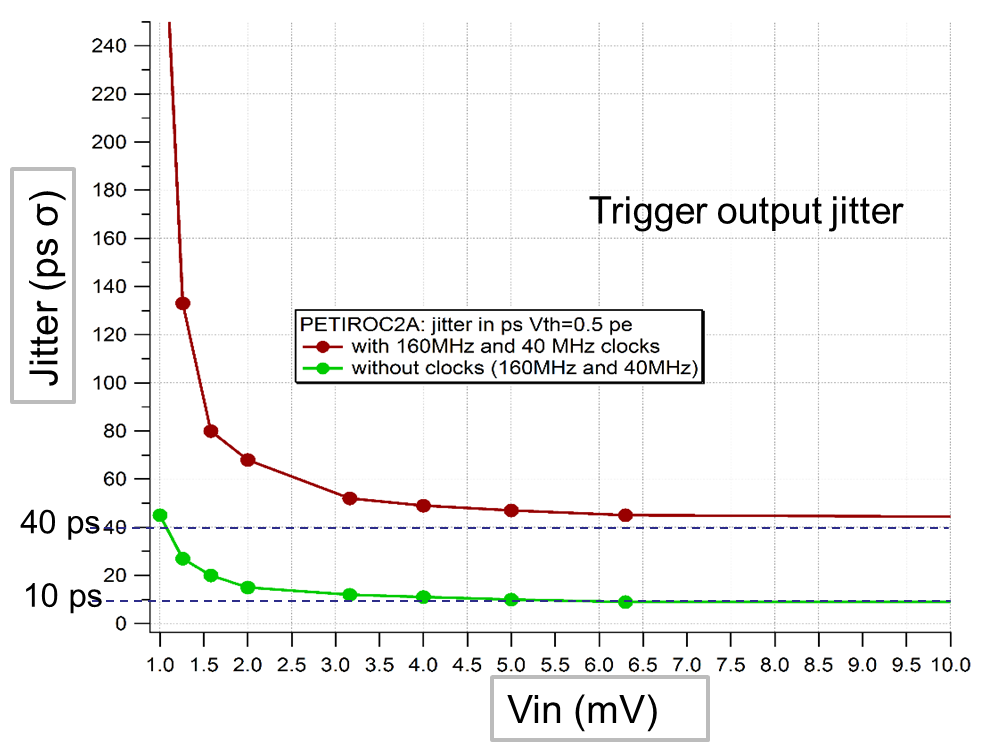 240
220
200
180
160
140
120
100
80
60
40
20
0
Jitter (ps σ)
Trigger output jitter
PETIROC2A: jitter in ps Vth=0.5 pe
with 160MHz and 40 MHz clocks
without clocks (160MHz and 40MHz)
40 ps
10 ps
1.0 1.5 2.0 2.5 3.0 3.5 4.0 4.5 5.0 5.5 6.0 6.5 7.0 7.5 8.0 8.5 9.0 9.5 10.0
Vin (mV)